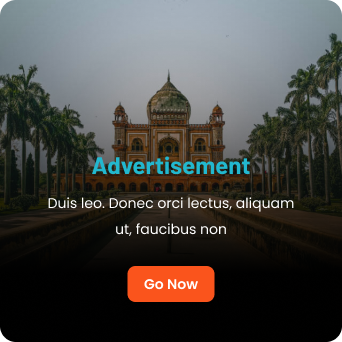 Advertisement
Duis leo. Donec orci lectus, aliquam
ut, faucibus non
Go Now